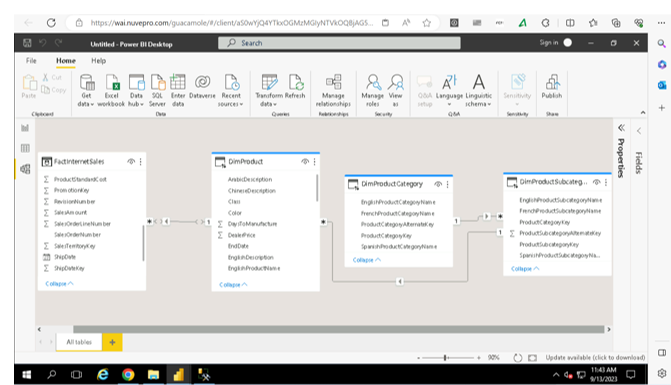 https://wai.nuvepro.com/guacamole/#/client/aS0wYjQ4YTkxOGMzMGIyNTVkOQBjAG5...
Untitled - Power BI Desktop
Search
Sign in
File Home Help
Cut
Copy
Paste
Get data
Excel workbook
Data hub
SQL Server
Enter data
Dataverse
Recent sources
Transform data
Refresh
Manage relationships
Manage roles
View as
Q&A setup
Language
Linguistic schema
Sensitivity
Publish
Clipboard Data Queries Relationships Security Q&A Sensitivity Share
FactInternetSales
ProductStandardCost
PromotionKey
RevisionNumber
SalesAmount
SalesOrderLineNumber
SalesOrderNumber
SalesTerritoryKey
ShipDate
ShipDateKey
Collapse
DimProduct
ArabicDescription
ChineseDescription
Class
Color
DaysToManufacture
DealerPrice
EndDate
EnglishDescription
EnglishProductName
Collapse
DimProductCategory
EnglishProductCategoryName
FrenchProductCategoryName
ProductCategoryAlternateKey
ProductCategoryKey
SpanishProductCategoryName
Collapse
DimProductSubcateg...
EnglishProductSubcategoryName
FrenchProductSubcategoryName
ProductCategoryKey
ProductSubcategoryAlternateKey
ProductSubcategoryKey
SpanishProductSubcategoryNa...
Collapse
* 1 * 1 * 1
Properties
Fields
All tables +
- + 90% Update available (click to download)
11:43 AM
9/13/2023